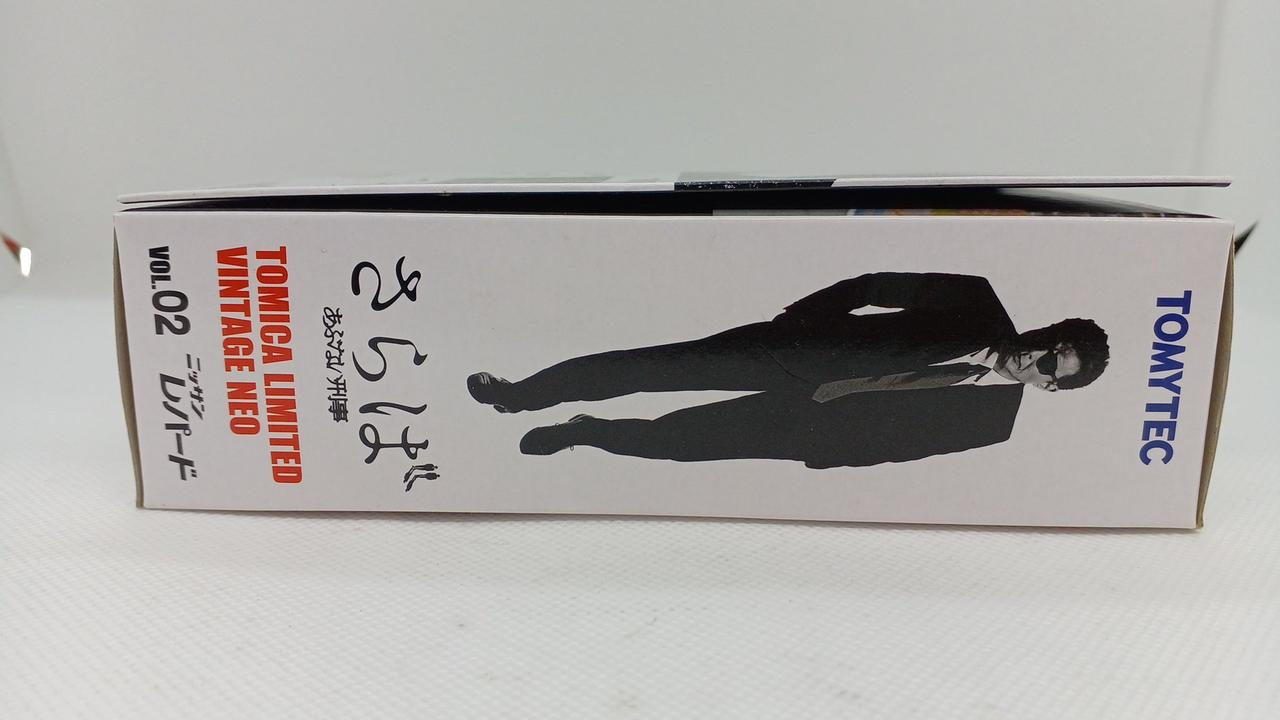 TOMYTEC
さらば
あぶない刑事
TOMICA LIMITED
VINTAGE NEO
VOL.02 ニッサン レパード